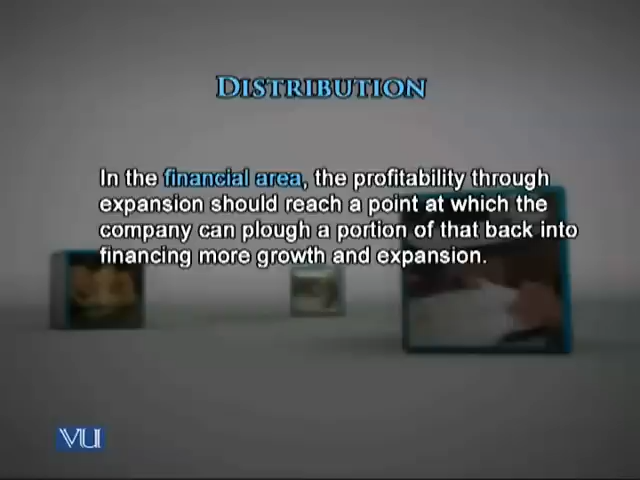 DISTRIBUTION
In the financial area, the profitability through
expansion should reach a point at which the
company can plough a portion of that back into
financing more growth and expansion.
VU